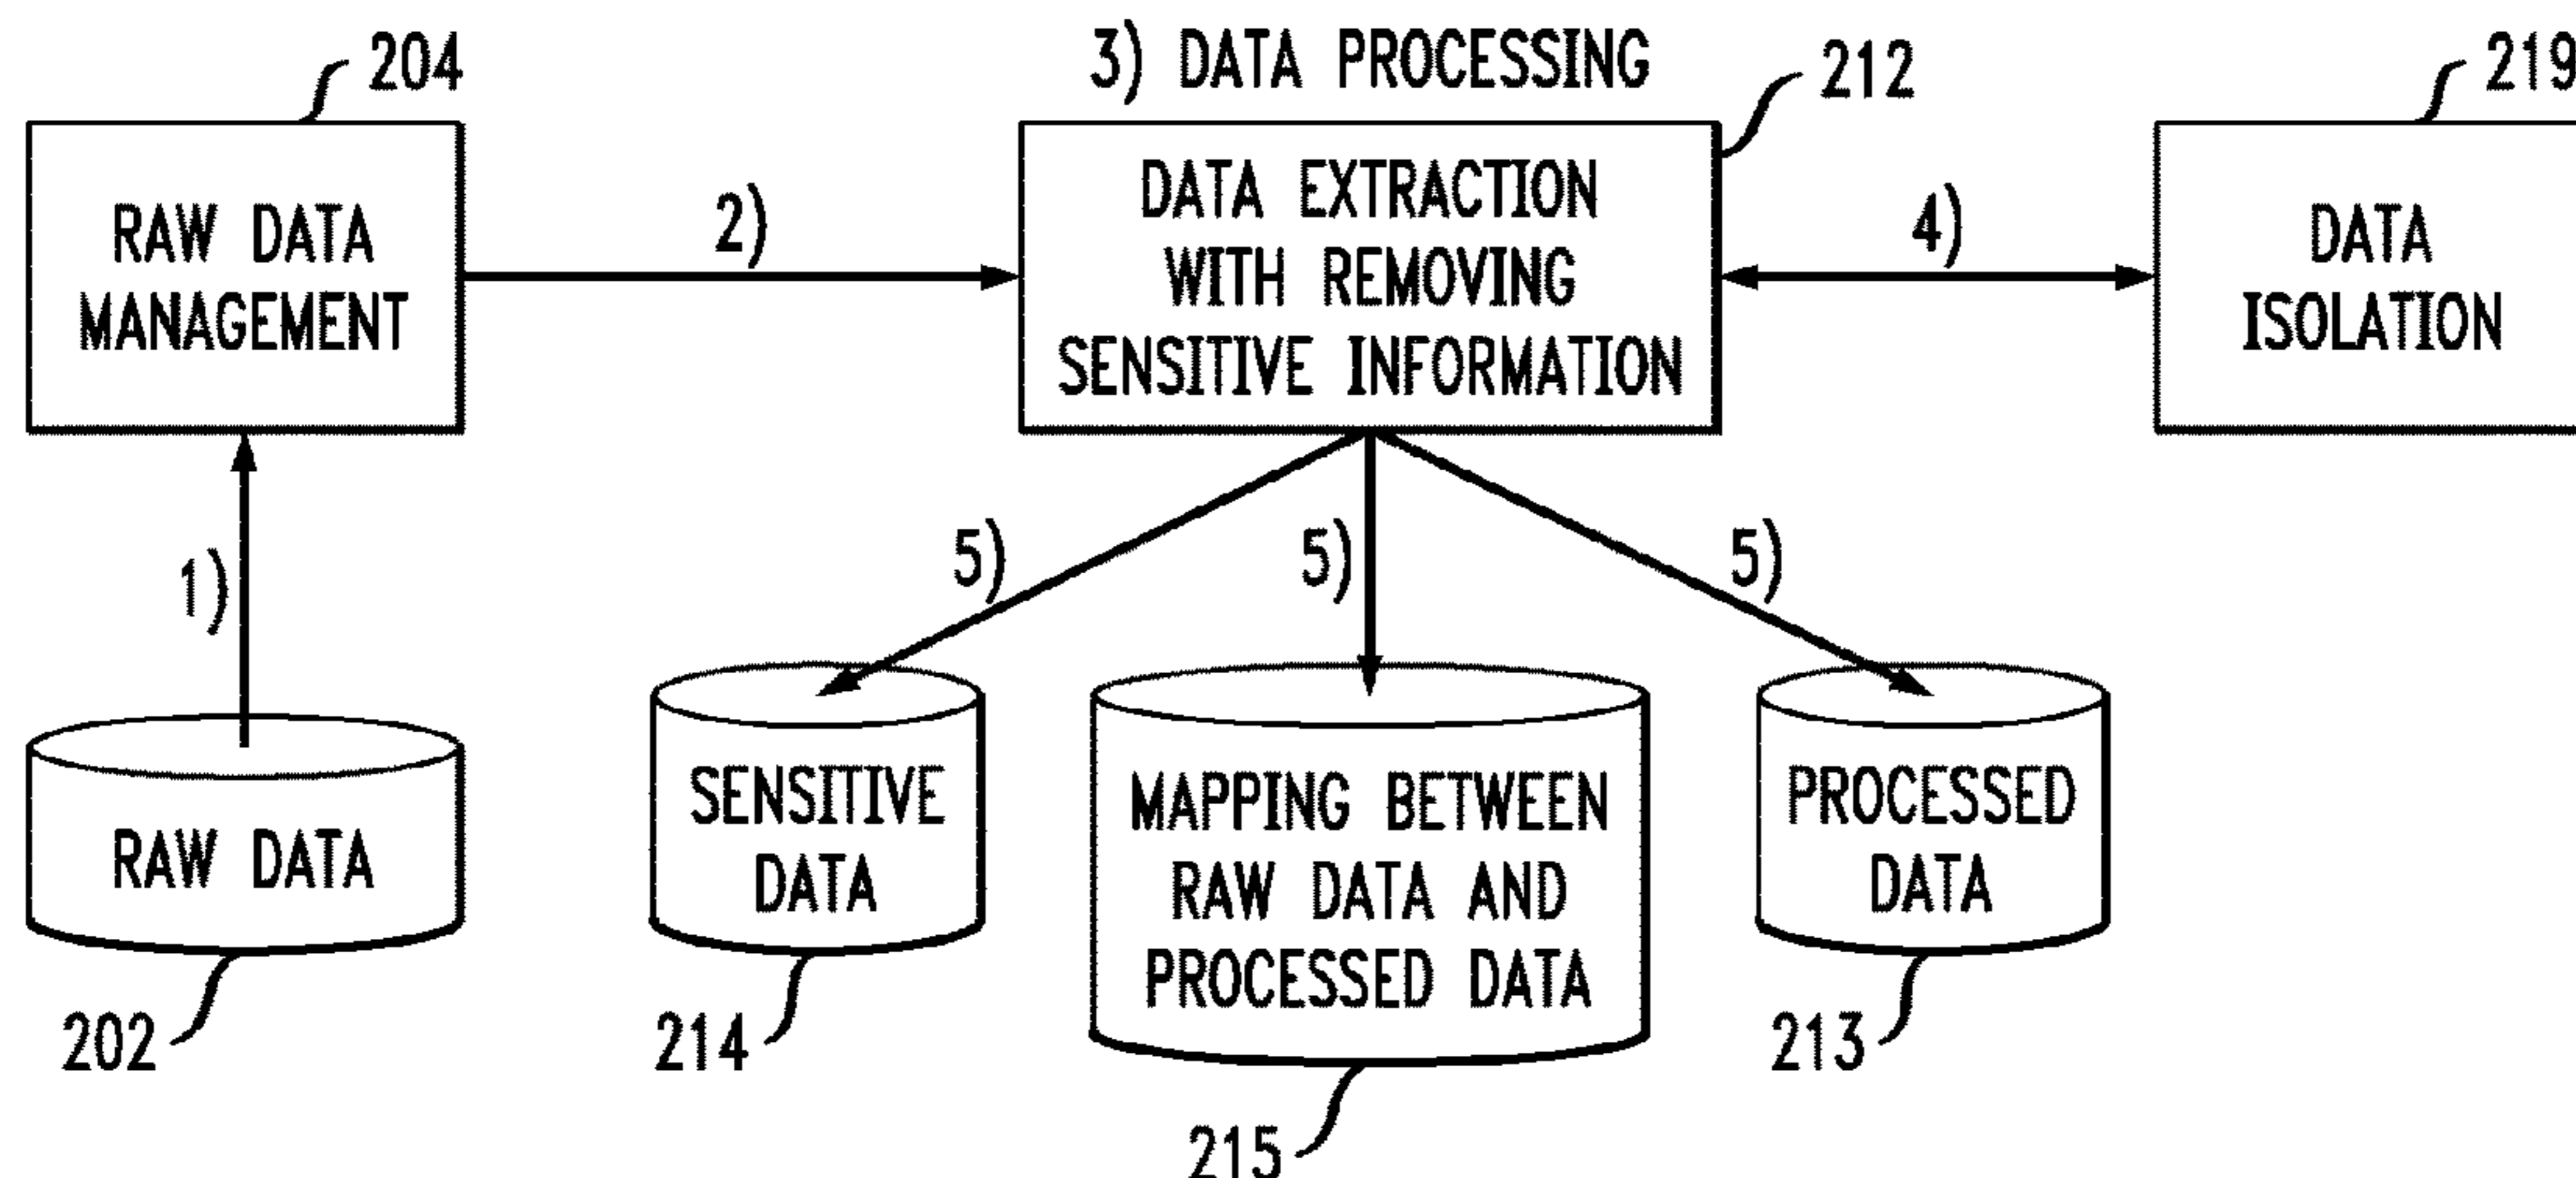 204
3) DATA PROCESSING
212
219
RAW DATA
MANAGEMENT
2)
DATA EXTRACTION
WITH REMOVING
SENSITIVE INFORMATION
4)
DATA
ISOLATION
1)
5)
5)
5)
RAW DATA
202
SENSITIVE
DATA
214
MAPPING BETWEEN
RAW DATA AND
PROCESSED DATA
215
PROCESSED
DATA
213